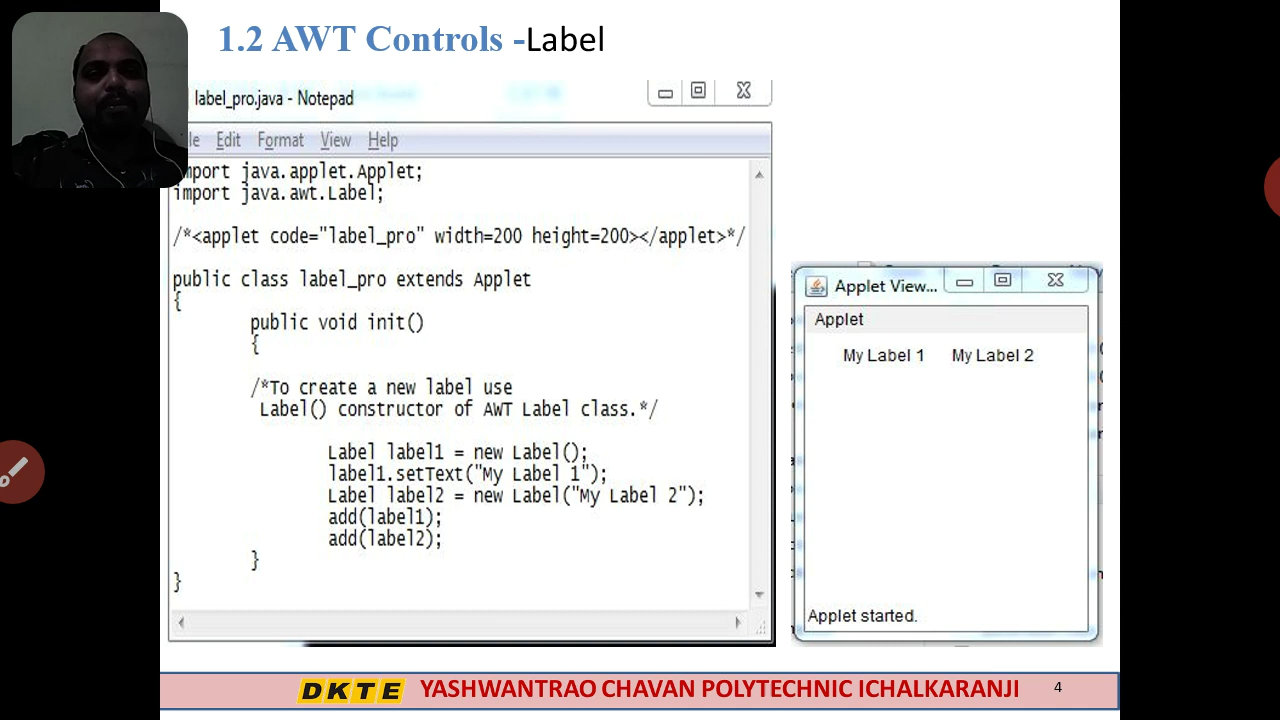 1.2 AWT Controls -Label
label_pro.java - Notepad
le Edit Format View Help
mport java.applet.Applet;
import java.awt.Label;
/*<applet code="label_pro" width=200 height=200></applet>*/
public class label_pro extends Applet
{
public void init()
{
/*To create a new label use
Label() constructor of AWT Label class.*/
Label label1 = new Label();
label1.setText("My Label 1");
Label label2 = new Label("My Label 2");
add(label1);
add(label2);
}
}
Applet View...
Applet
My Label 1 My Label 2
Applet started.
DKTE YASHWANTRAO CHAVAN POLYTECHNIC ICHALKARANJI 4